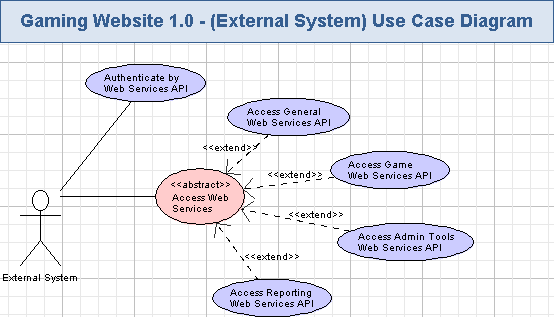 Gaming Website 1.0 - (External System) Use Case Diagram
Authenticate by
Web Services API
Access General
Web Services API
<<extend>>
Access Game
Web Services API
<<extend>>
<<abstract>>
Access Web
Services
<<extend>>
Access Admin Tools
Web Services API
<<extend>>
External System
Access Reporting
Web Services API